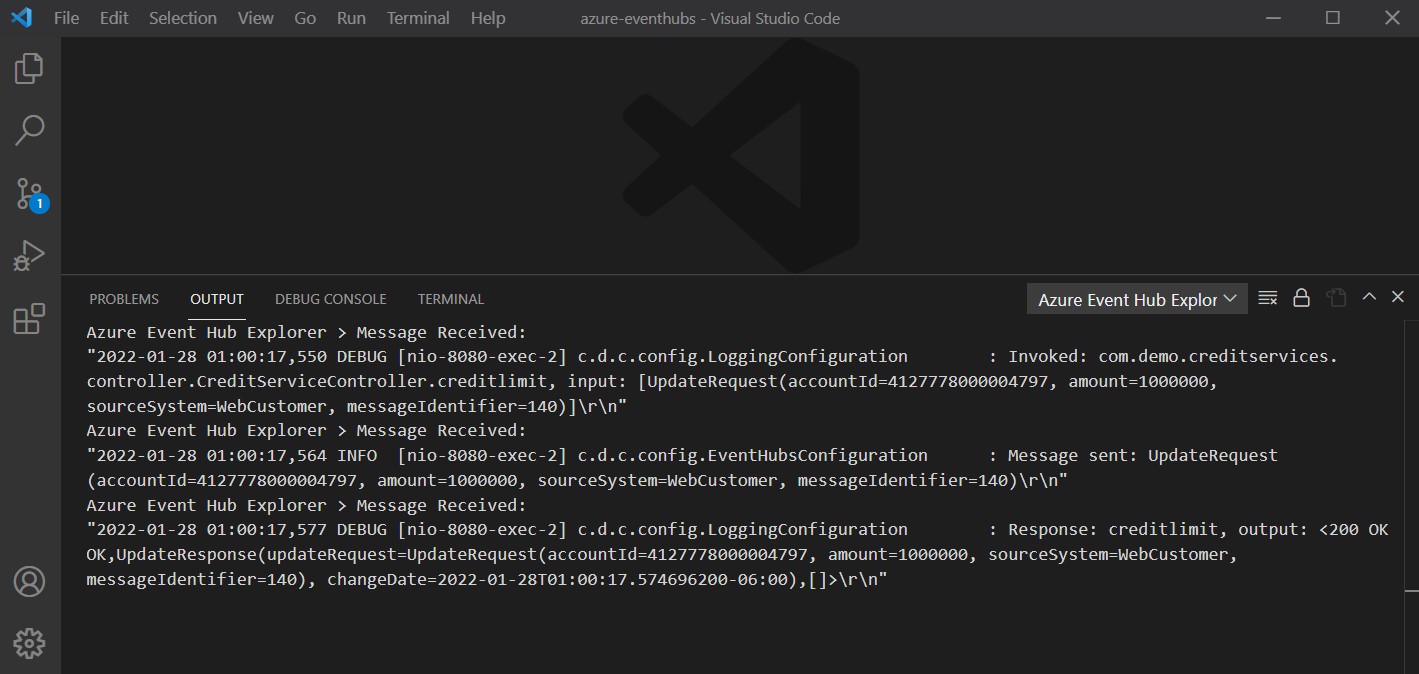 File Edit Selection View Go Run Terminal Help azure-eventhubs - Visual Studio Code
1
PROBLEMS OUTPUT DEBUG CONSOLE TERMINAL Azure Event Hub Explor
Azure Event Hub Explorer > Message Received:
"2022-01-28 01:00:17,550 DEBUG [nio-8080-exec-2] c.d.c.config.LoggingConfiguration        : Invoked: com.demo.creditservices.
controller.CreditServiceController.creditlimit, input: [UpdateRequest(accountId=4127778000004797, amount=1000000,
sourceSystem=WebCustomer, messageIdentifier=140)]\r\n"
Azure Event Hub Explorer > Message Received:
"2022-01-28 01:00:17,564 INFO  [nio-8080-exec-2] c.d.c.config.EventHubsConfiguration      : Message sent: UpdateRequest
(accountId=4127778000004797, amount=1000000, sourceSystem=WebCustomer, messageIdentifier=140)\r\n"
Azure Event Hub Explorer > Message Received:
"2022-01-28 01:00:17,577 DEBUG [nio-8080-exec-2] c.d.c.config.LoggingConfiguration        : Response: creditlimit, output: <200 OK
OK,UpdateResponse(updateRequest=UpdateRequest(accountId=4127778000004797, amount=1000000, sourceSystem=WebCustomer,
messageIdentifier=140), changeDate=2022-01-28T01:00:17.574696200-06:00),[]>\r\n"